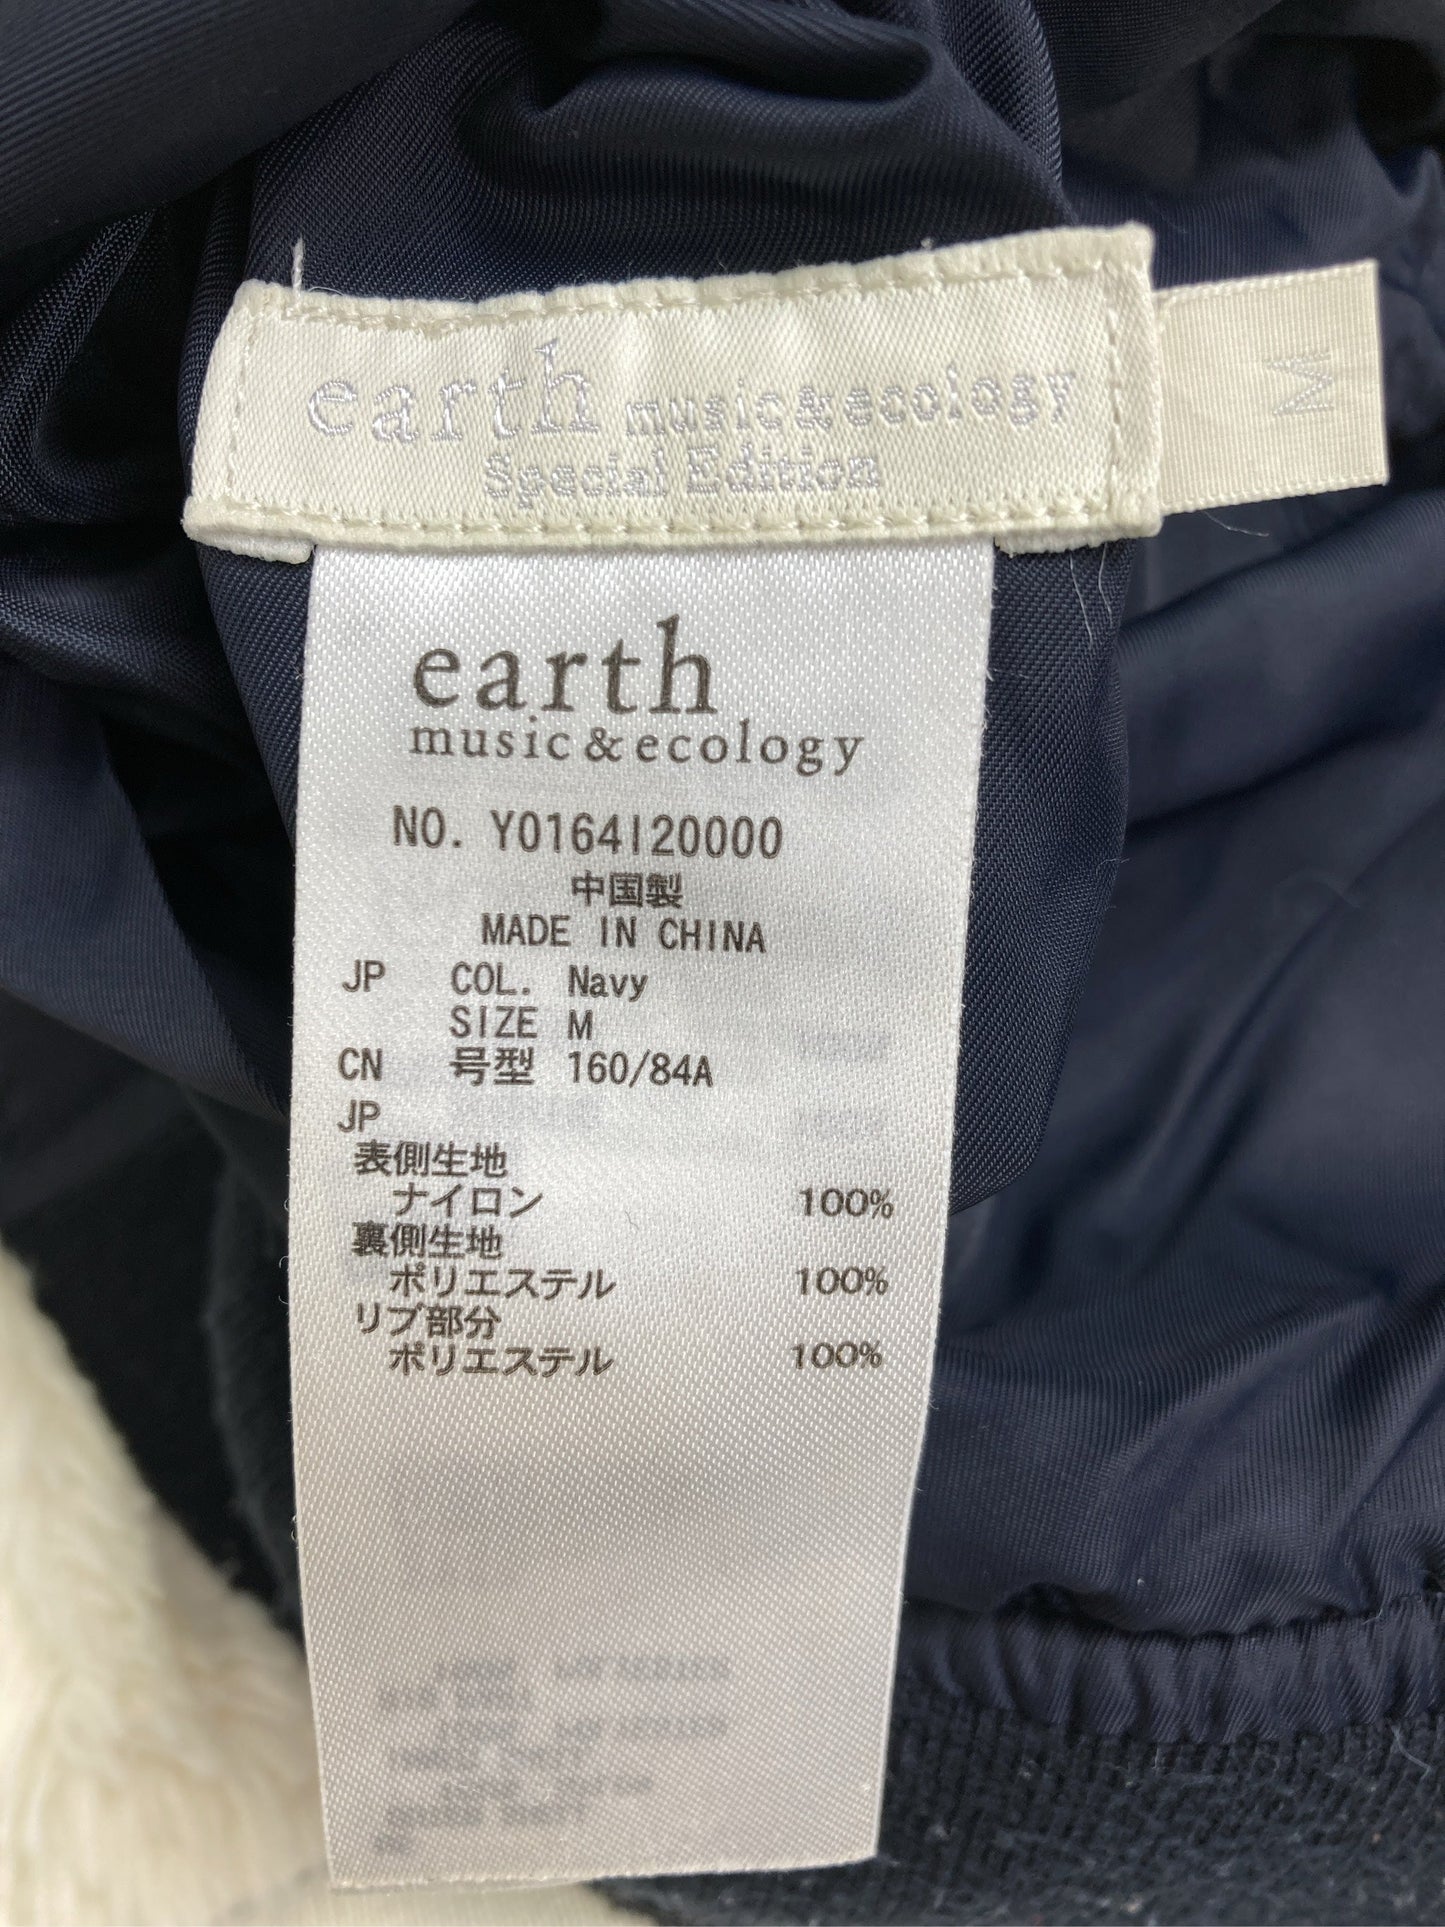 earth music&ecology
Special Edition
M
earth
music&ecology
NO. Y0164I20000
中国製
MADE IN CHINA
JP COL. Navy
SIZE M
CN 号型 160/84A
JP
表側生地
ナイロン 100%
裏側生地
ポリエステル 100%
リブ部分
ポリエステル 100%